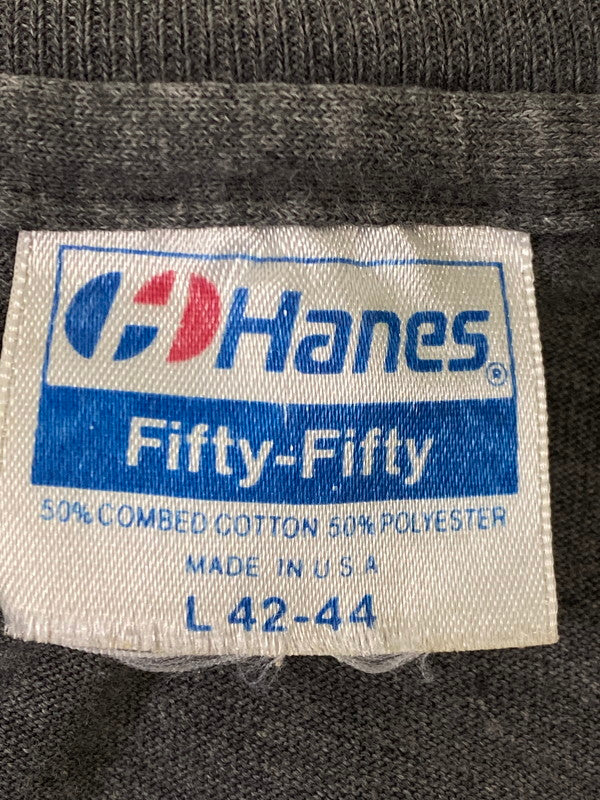 Hanes®
Fifty-Fifty
50% COMBED COTTON 50% POLYESTER
MADE IN U.S.A
L 42-44